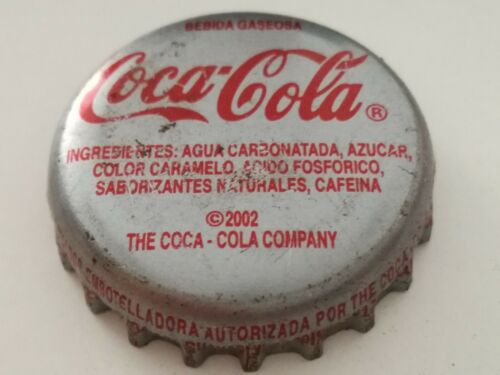 BEBIDA GASEOSA
Coca-Cola ®
INGREDIENTES: AGUA CARBONATADA, AZUCAR,
COLOR CARAMELO, ACIDO FOSFORICO,
SABORIZANTES NATURALES, CAFEINA
©2002
THE COCA - COLA COMPANY
EMBOTELLADORA AUTORIZADA POR THE COCA